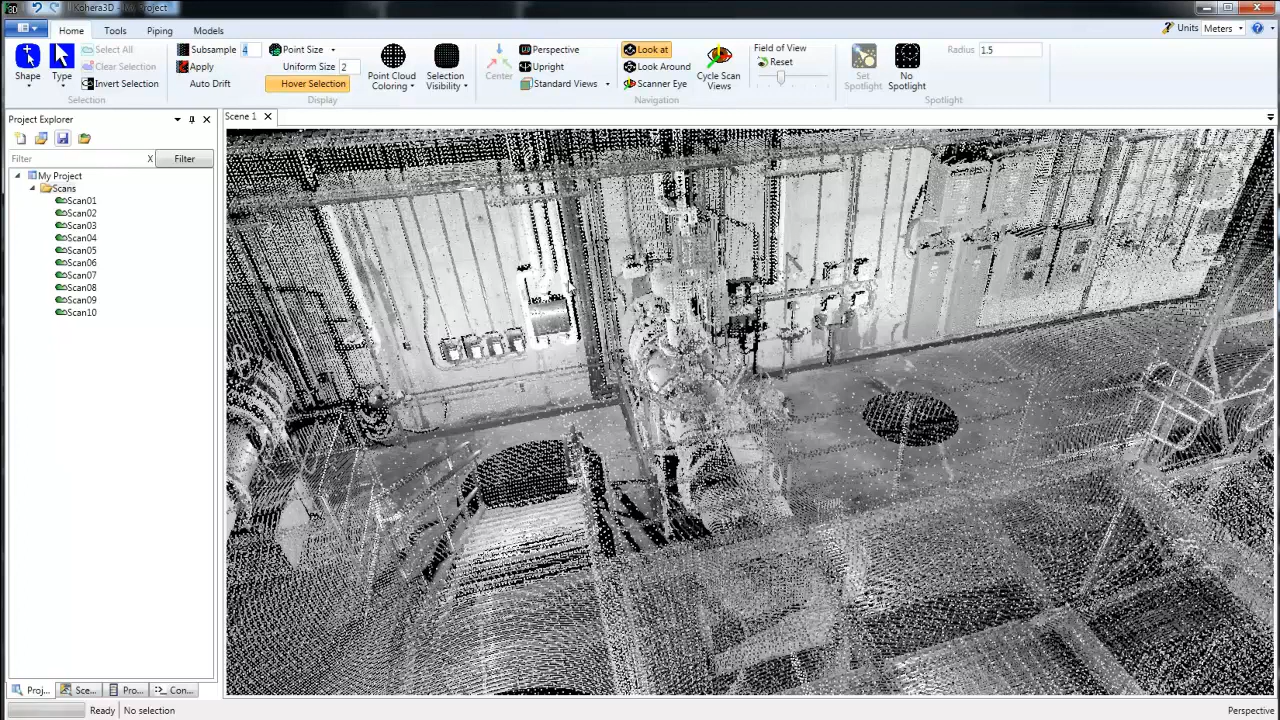 Kohera3D - My Project
Home Tools Piping Models
Units Meters
Shape
Type
Select All
Clear Selection
Invert Selection
Selection
Subsample 4
Apply
Auto Drift
Point Size
Uniform Size 2
Hover Selection
Point Cloud
Coloring
Selection
Visibility
Display
Center
Perspective
Upright
Standard Views
Look at
Look Around
Scanner Eye
Cycle Scan
Views
Navigation
Field of View
Reset
Set
Spotlight
No
Spotlight
Radius 1.5
Spotlight
Project Explorer
Scene 1
Filter X Filter
My Project
Scans
Scan01
Scan02
Scan03
Scan04
Scan05
Scan06
Scan07
Scan08
Scan09
Scan10
Proj... Sce... Pro... Con...
Ready No selection
Perspective